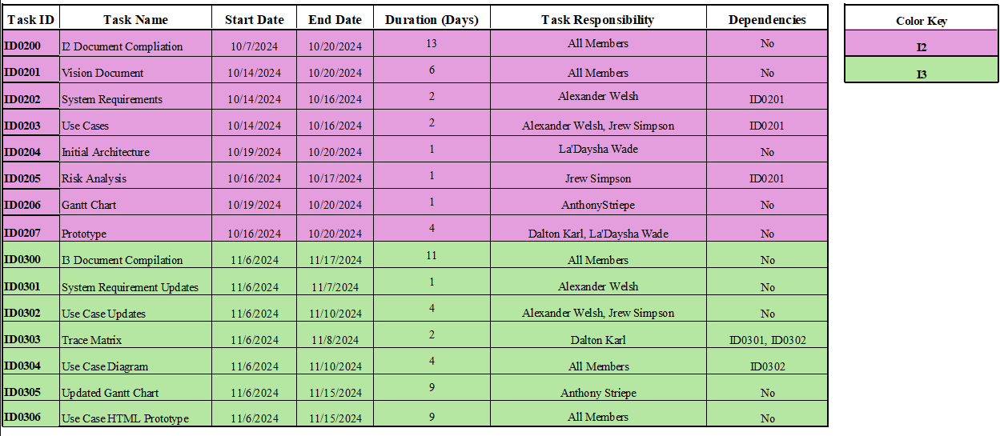 Task ID Task Name Start Date End Date Duration (Days) Task Responsibility Dependencies Color Key
ID0200 I2 Document Compliation 10/7/2024 10/20/2024 13 All Members No I2
ID0201 Vision Document 10/14/2024 10/20/2024 6 All Members No I3
ID0202 System Requirements 10/14/2024 10/16/2024 2 Alexander Welsh ID0201
ID0203 Use Cases 10/14/2024 10/16/2024 2 Alexander Welsh, Jrew Simpson ID0201
ID0204 Initial Architecture 10/19/2024 10/20/2024 1 La'Daysha Wade No
ID0205 Risk Analysis 10/16/2024 10/17/2024 1 Jrew Simpson ID0201
ID0206 Gantt Chart 10/19/2024 10/20/2024 1 AnthonyStriepe No
ID0207 Prototype 10/16/2024 10/20/2024 4 Dalton Karl, La'Daysha Wade No
ID0300 I3 Document Compilation 11/6/2024 11/17/2024 11 All Members No
ID0301 System Requirement Updates 11/6/2024 11/7/2024 1 Alexander Welsh No
ID0302 Use Case Updates 11/6/2024 11/10/2024 4 Alexander Welsh, Jrew Simpson No
ID0303 Trace Matrix 11/6/2024 11/8/2024 2 Dalton Karl ID0301, ID0302
ID0304 Use Case Diagram 11/6/2024 11/10/2024 4 All Members ID0302
ID0305 Updated Gantt Chart 11/6/2024 11/15/2024 9 Anthony Striepe No
ID0306 Use Case HTML Prototype 11/6/2024 11/15/2024 9 All Members No